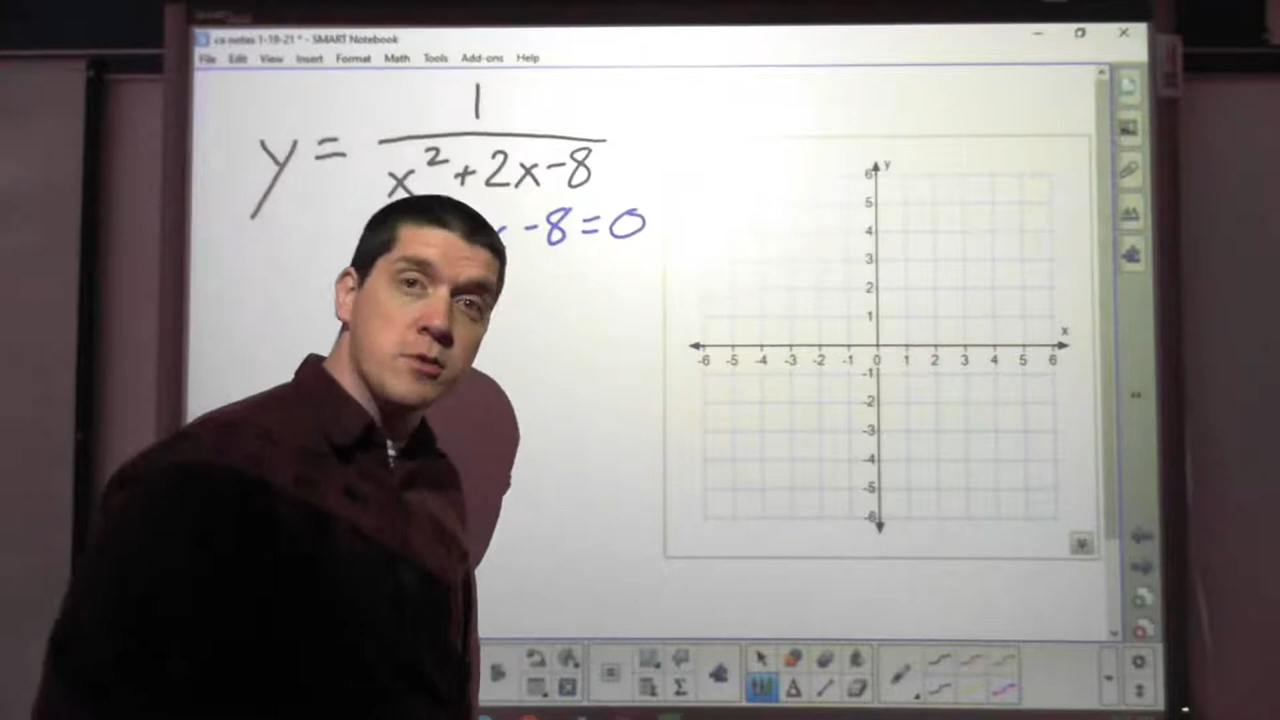 cs notes 1-19-21 * - SMART Notebook
File Edit View Insert Format Math Tools Add-ons Help
1
y =
x² + 2x - 8
- 8 = 0
y
6
5
4
3
2
1
x
-6 -5 -4 -3 -2 -1 0 1 2 3 4 5 6
-1
-2
-3
-4
-5
-6